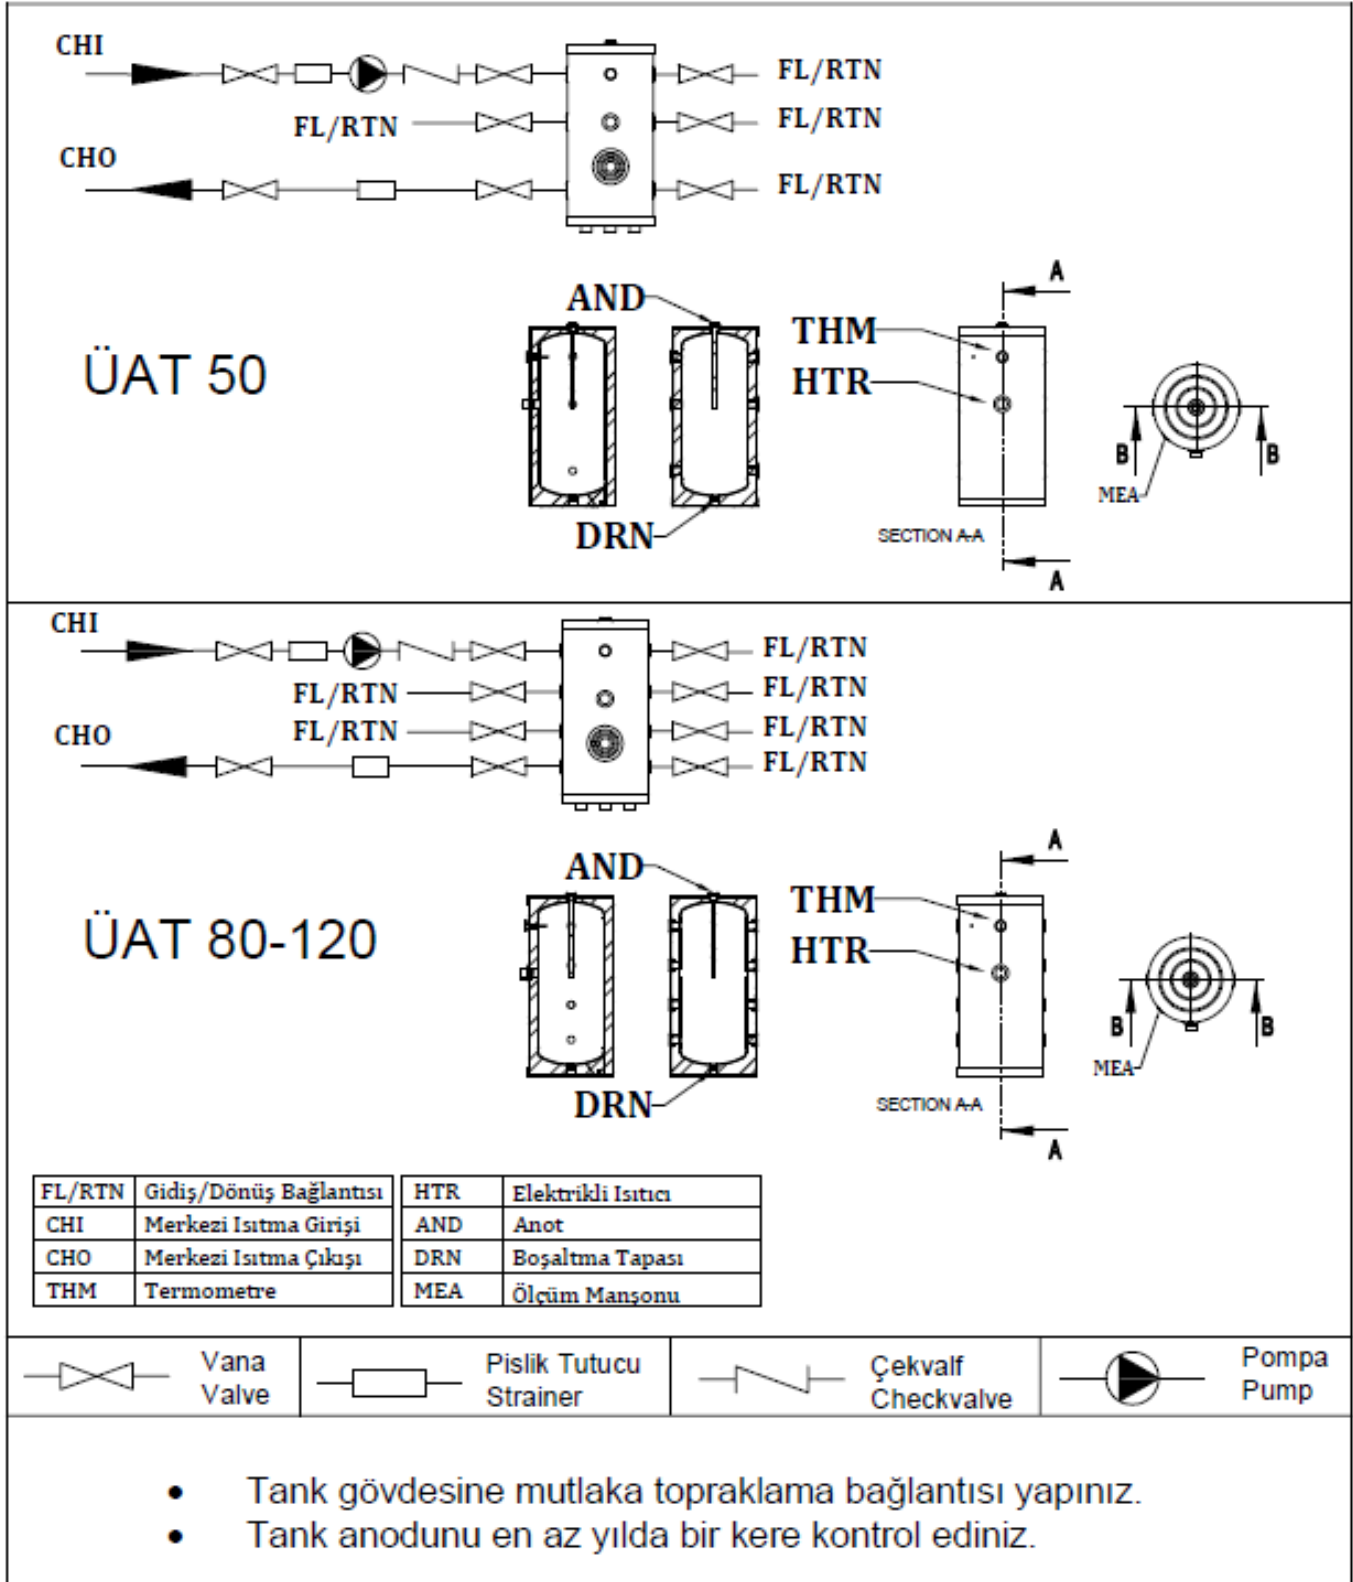 CHI
FL/RTN
FL/RTN
FL/RTN
CHO
FL/RTN
AND
A
THM
ÜAT 50
HTR
B
B
MEA
DRN
SECTION A-A
A
CHI
FL/RTN
FL/RTN
FL/RTN
FL/RTN
FL/RTN
CHO
FL/RTN
A
AND
THM
ÜAT 80-120
HTR
B
B
MEA
DRN
SECTION A-A
A
FL/RTN Gidiş/Dönüş Bağlantısı HTR Elektrikli Isıtıcı
CHI Merkezi Isıtma Girişi AND Anot
CHO Merkezi Isıtma Çıkışı DRN Boşaltma Tapası
THM Termometre MEA Ölçüm Manşonu
Vana
Valve
Pislik Tutucu
Strainer
Çekvalf
Checkvalve
Pompa
Pump
• Tank gövdesine mutlaka topraklama bağlantısı yapınız.
• Tank anodunu en az yılda bir kere kontrol ediniz.